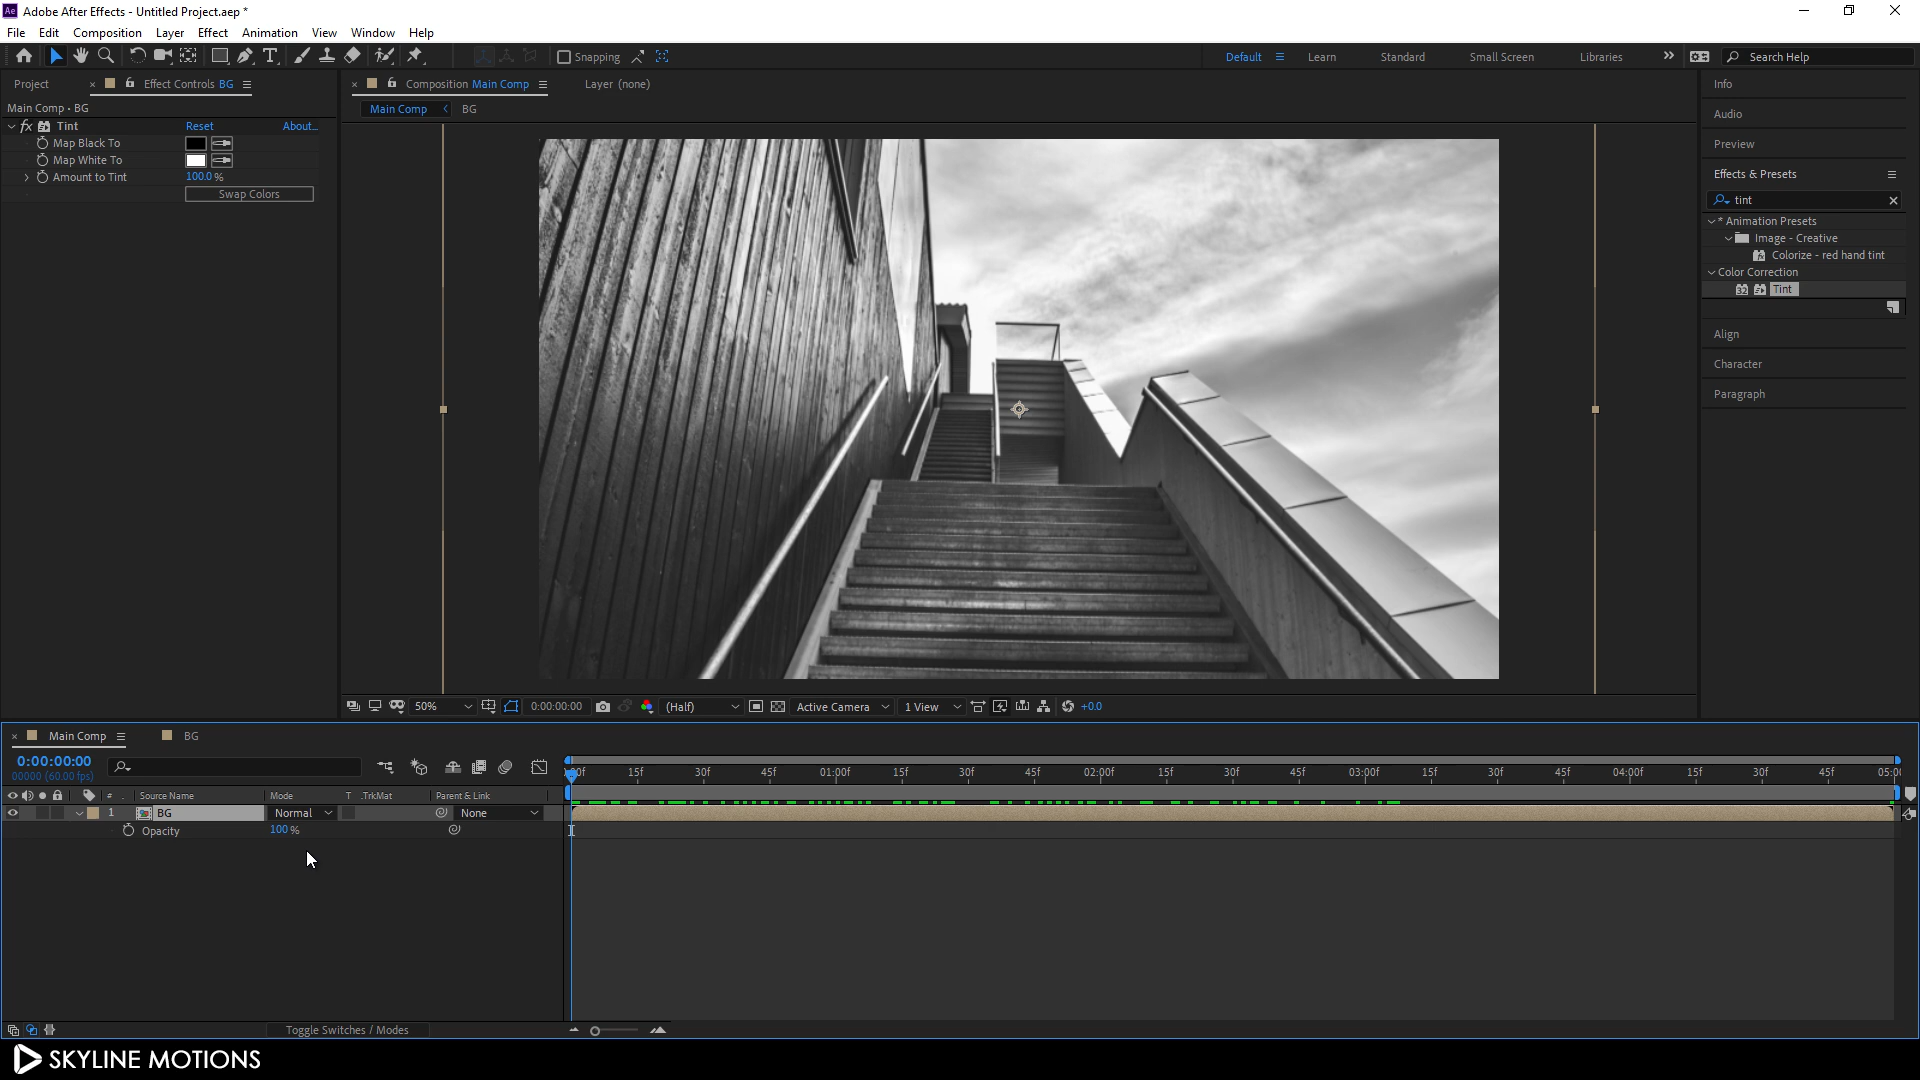 Ae Adobe After Effects - Untitled Project.aep *
File Edit Composition Layer Effect Animation View Window Help
Snapping Default Learn Standard Small Screen Libraries Search Help
Project Effect Controls BG Composition Main Comp Layer (none) Info
Main Comp • BG Main Comp BG
fx Tint Reset About... Audio
Map Black To
Map White To Preview
Amount to Tint 100.0 % Effects & Presets
Swap Colors tint
* Animation Presets
Image - Creative
Colorize - red hand tint
Color Correction
32 Tint
Align
Character
Paragraph
50% 0:00:00:00 (Half) Active Camera 1 View +0.0
Main Comp BG
0:00:00:00
00000 (60.00 fps)
:00f 15f 30f 45f 01:00f 15f 30f 45f 02:00f 15f 30f 45f 03:00f 15f 30f 45f 04:00f 15f 30f 45f 05:00
# . Source Name Mode T .TrkMat Parent & Link
1 BG Normal None
Opacity 100 %
Toggle Switches / Modes
SKYLINE MOTIONS